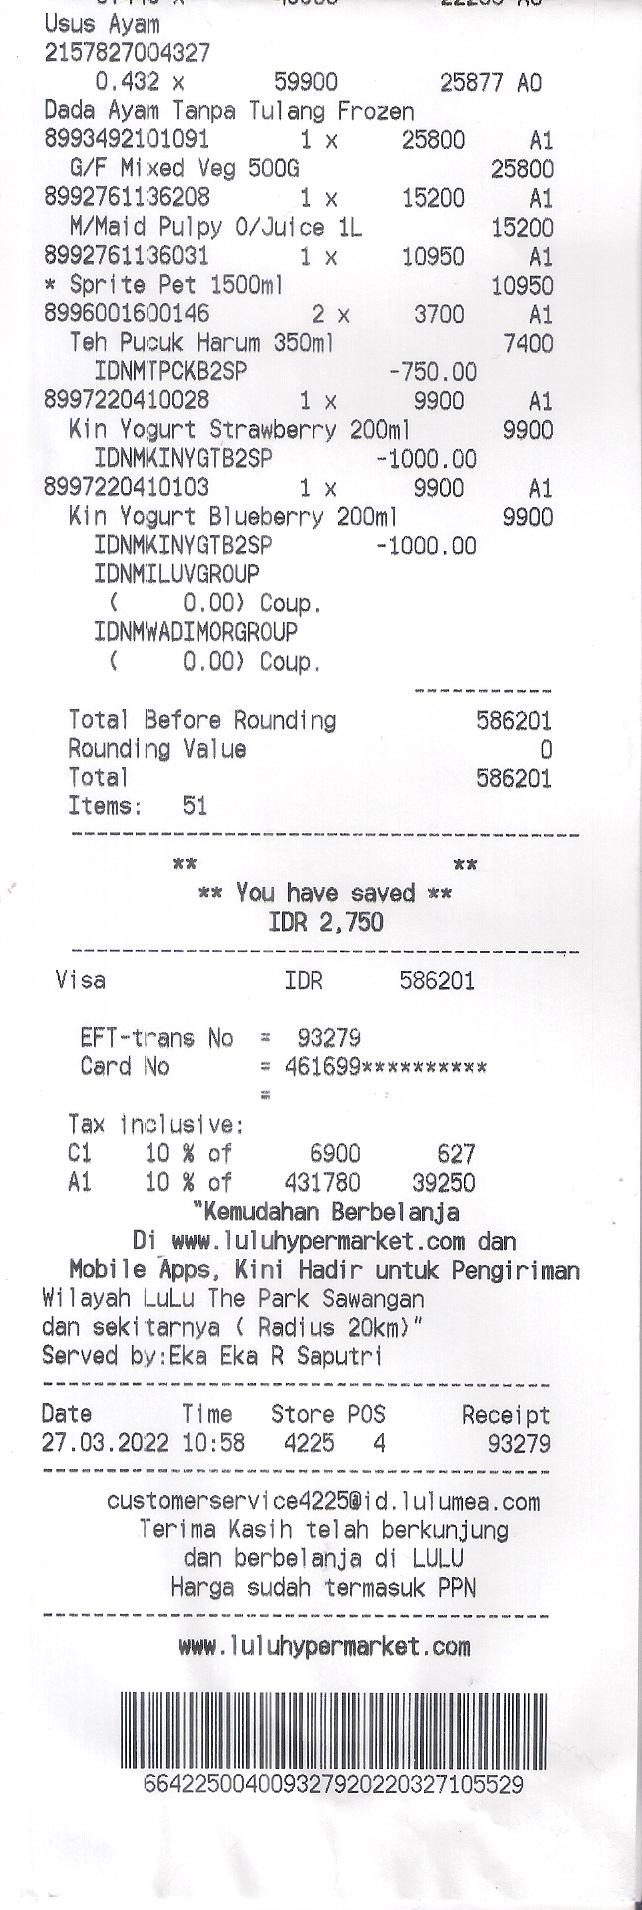 Usus Ayam
2157827004327
0.432 x 59900 25877 A0
Dada Ayam Tanpa Tulang Frozen
8993492101091 1 x 25800 A1
G/F Mixed Veg 500G 25800
8992761136208 1 x 15200 A1
M/Maid Pulpy O/Juice 1L 15200
8992761136031 1 x 10950 A1
* Sprite Pet 1500ml 10950
8996001600146 2 x 3700 A1
Teh Pucuk Harum 350ml 7400
IDNMTPCKB2SP -750.00
8997220410028 1 x 9900 A1
Kin Yogurt Strawberry 200ml 9900
IDNMKINYGTB2SP -1000.00
8997220410103 1 x 9900 A1
Kin Yogurt Blueberry 200ml 9900
IDNMKINYGTB2SP -1000.00
IDNMILUVGROUP
( 0.00) Coup.
IDNMWADIMORGROUP
( 0.00) Coup.
-----------
Total Before Rounding 586201
Rounding Value 0
Total 586201
Items: 51
------------------------------------------
** **
** You have saved **
IDR 2,750
------------------------------------------
Visa IDR 586201
EFT-trans No = 93279
Card No = 461699**********
=
Tax inclusive:
C1 10 % of 6900 627
A1 10 % of 431780 39250
"Kemudahan Berbelanja
Di www.luluhypermarket.com dan
Mobile Apps, Kini Hadir untuk Pengiriman
Wilayah LuLu The Park Sawangan
dan sekitarnya ( Radius 20km)"
Served by:Eka Eka R Saputri
------------------------------------------
Date Time Store POS Receipt
27.03.2022 10:58 4225 4 93279
------------------------------------------
customerservice4225@id.lulumea.com
Terima Kasih telah berkunjung
dan berbelanja di LULU
Harga sudah termasuk PPN
------------------------------------------
www.luluhypermarket.com
664225004009327920220327105529